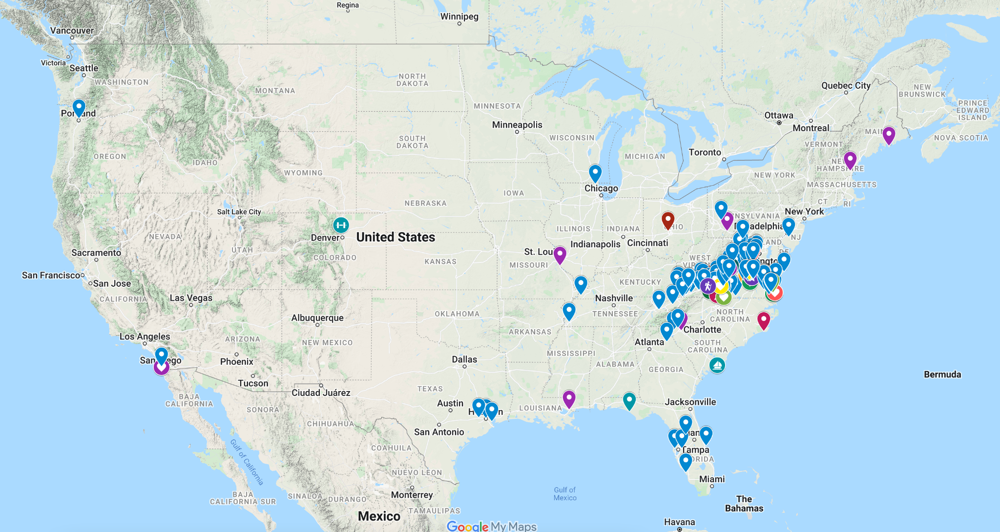 Regina
Winnipeg
Vancouver
Victoria
Seattle
WASHINGTON
NORTH
DAKOTA
MONTANA
Quebec City
NEW
BRUNSWICK
PRINCE
EDWARD
ISLAND
MINNESOTA
Ottawa
Montreal
Minneapolis
WISCONSIN
SOUTH
DAKOTA
NOVA SCOTIA
VERMONT
Toronto
MICHIGAN
OREGON
IDAHO
WYOMING
NEW YORK
MASSACHUSETTS
Chicago
IOWA
CT
RI
NEBRASKA
Salt Lake City
New York
ILLINOIS
INDIANA
NEVADA
Denver
United States
NJ
Indianapolis
Cincinnati
UTAH
Sacramento
COLORADO
KANSAS
MISSOURI
WEST
San Francisco
San Jose
KENTUCKY
CALIFORNIA
Las Vegas
Nashville
TENNESSEE
OKLAHOMA
Albuquerque
NORTH
CAROLINA
ARKANSAS
Charlotte
Los Angeles
ARIZONA
NEW MEXICO
Atlanta
SOUTH
CAROLINA
MISSISSIPPI
ALABAMA
GEORGIA
Phoenix
Dallas
Bermuda
Tucson
Ciudad Juárez
TEXAS
BAJA
CALIFORNIA
Austin
LOUISIANA
Jacksonville
SONORA
CHIHUAHUA
San Antonio
COAHUILA
Tampa
Gulf of California
NUEVO LEON
Miami
Monterrey
Gulf of
Mexico
BAJA
CALIFORNIA SUR
SINALOA
DURANGO
The
Bahamas
Mexico
TAMAULIPAS
Havana
Google My Maps